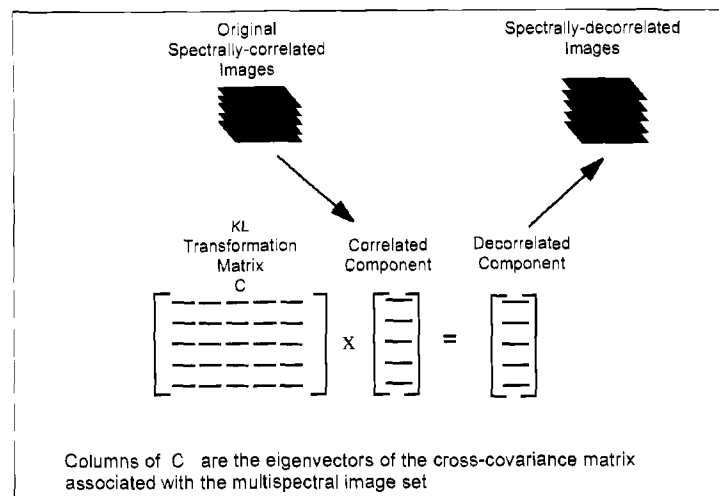 Original
Spectrally-correlated
Images
Spectrally-decorrelated
Images
KL
Transformation
Matrix
C
Correlated
Component
Decorrelated
Component
X
=
Columns of C are the eigenvectors of the cross-covariance matrix
associated with the multispectral image set